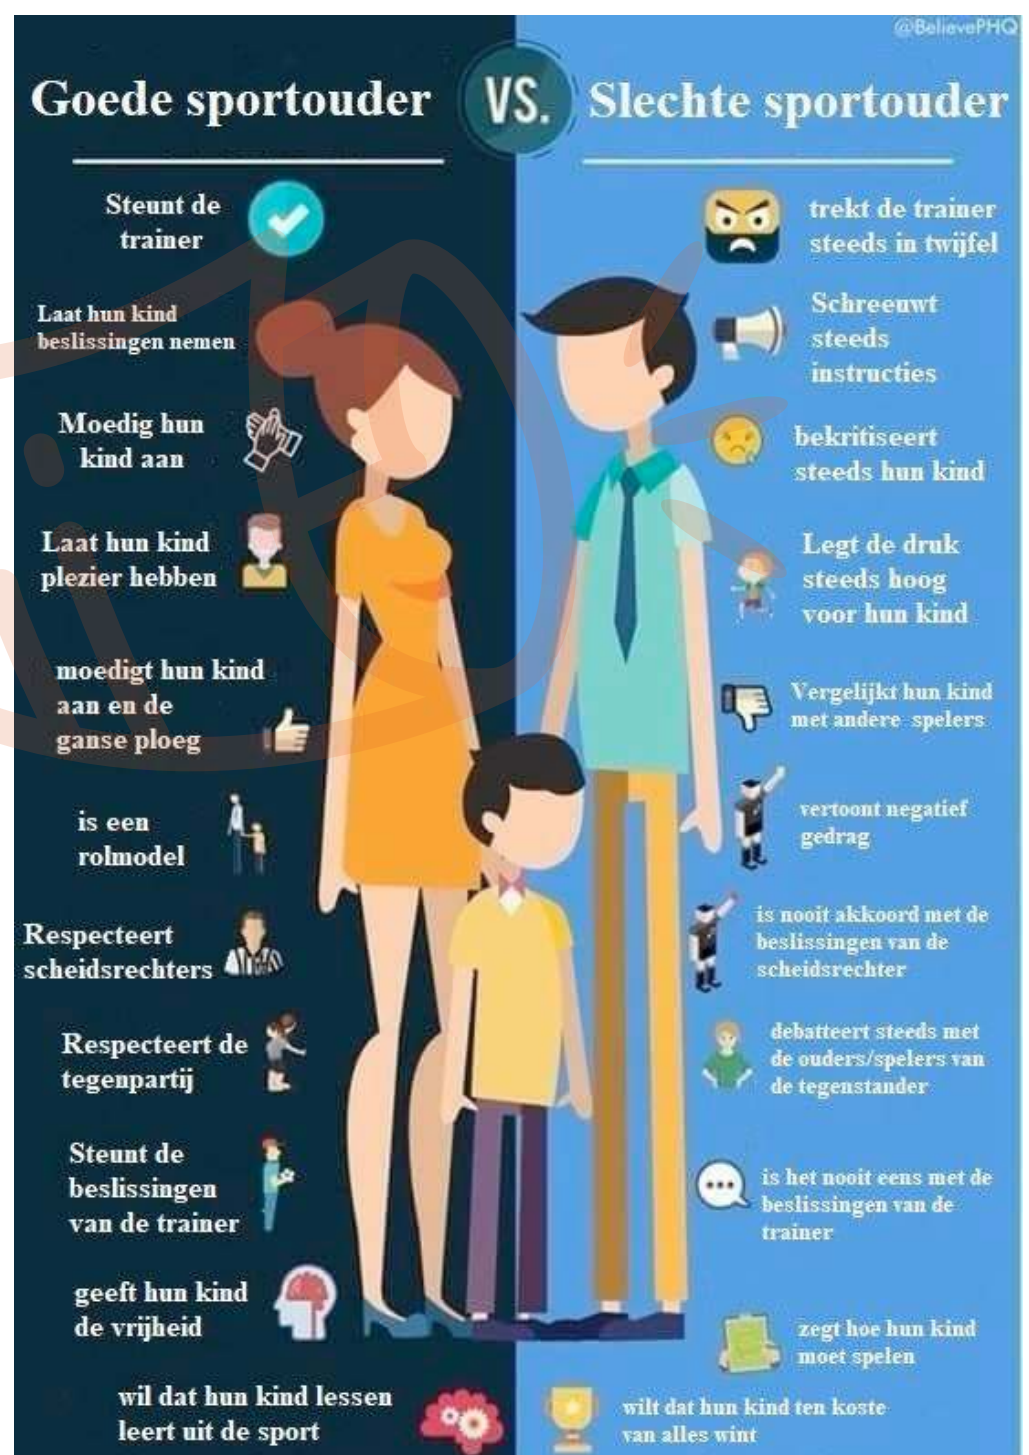 @BelievePHQ
Goede sportouder
VS.
Slechte sportouder
Steunt de
trainer
Laat hun kind
beslissingen nemen
Moedig hun
kind aan
Laat hun kind
plezier hebben
moedigt hun kind
aan en de
ganse ploeg
is een
rolmodel
Respecteert
scheidsrechters
Respecteert de
tegenpartij
Steunt de
beslissingen
van de trainer
geeft hun kind
de vrijheid
wil dat hun kind lessen
leert uit de sport
trekt de trainer
steeds in twijfel
Schreeuwt
steeds
instructies
bekritiseert
steeds hun kind
Legt de druk
steeds hoog
voor hun kind
Vergelijkt hun kind
met andere spelers
vertoont negatief
gedrag
is nooit akkoord met de
beslissingen van de
scheidsrechter
debatteert steeds met
de ouders/spelers van
de tegenstander
is het nooit eens met de
beslissingen van de
trainer
zegt hoe hun kind
moet spelen
wilt dat hun kind ten koste
van alles wint